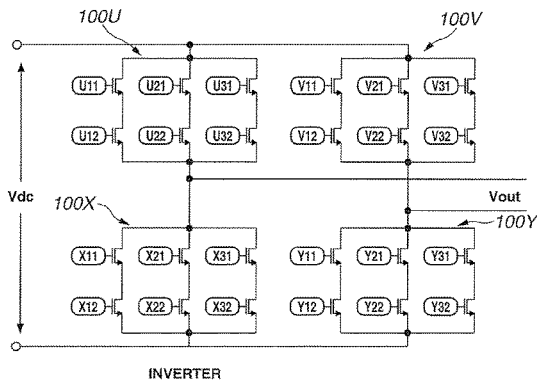 100U 100V
U11 U21 U31 V11 V21 V31
U12 U22 U32 V12 V22 V32
Vdc Vout
100X 100Y
X11 X21 X31 Y11 Y21 Y31
X12 X22 X32 Y12 Y22 Y32
INVERTER